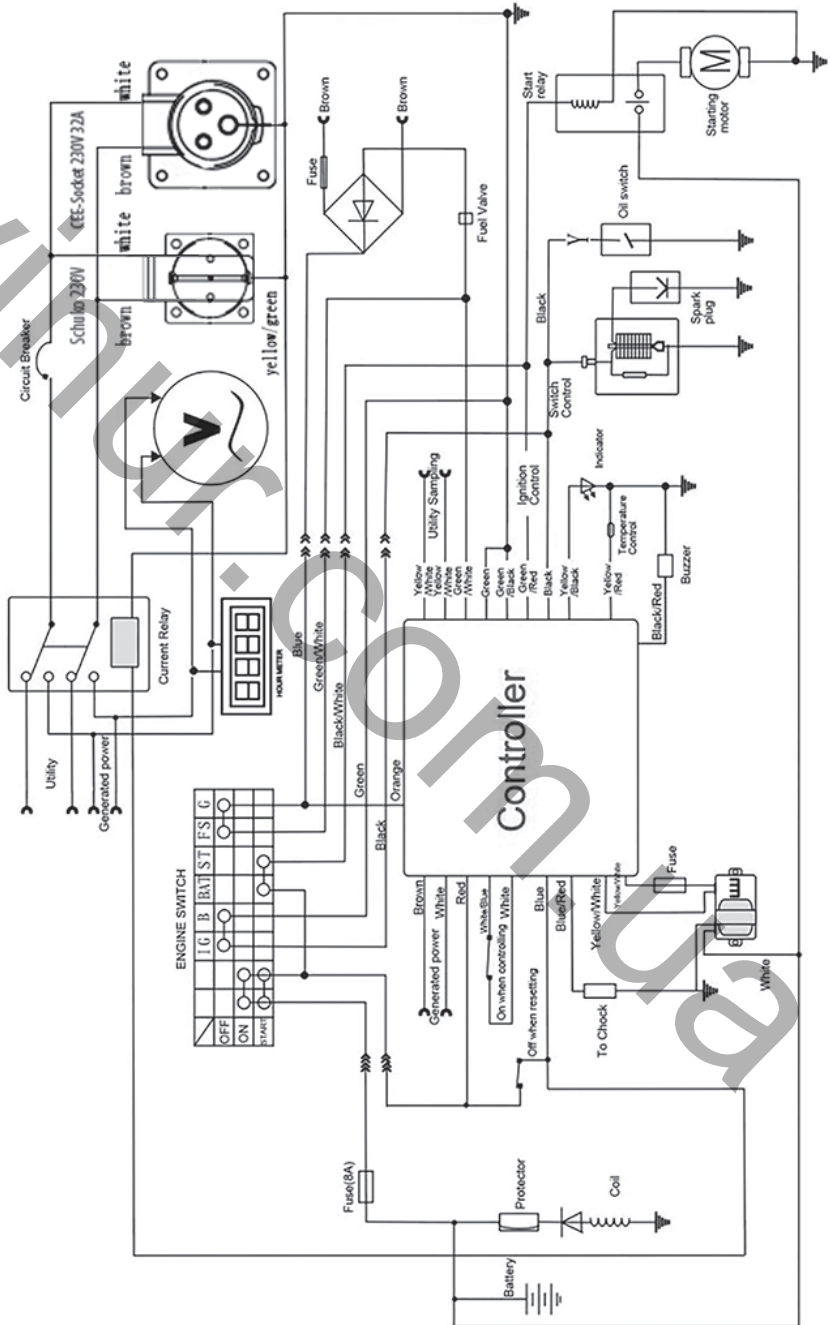 Schuko 230V
CEE-Socket 230V 32A
brown
white
brown
white
yellow/green
Circuit Breaker
V
Current Relay
HOUR METER
Utility
Generated power
Fuse
Brown
Brown
Fuel Valve
Start
relay
M
Starting
motor
Oil switch
Spark
plug
Black
Switch
Control
Indicator
Temperature
Control
Buzzer
Black/Red
Utility Sampling
Ignition
Control
Yellow
/White
Yellow
/White
Green
/White
Green
Green
/Black
Green
/Red
Black
Yellow
/Black
Yellow
/Red
Blue
Green/White
Black/White
Green
Black
Orange
ENGINE SWITCH
IG B BAT ST FS G
OFF
ON
START
Controller
Brown
White
Generated power
Red
White/Blue
On when controlling
White
Blue
Blue/Red
Yellow/White
Yellow/White
Fuse
Off when resetting
To Chock
White
Fuse(8A)
Protector
Coil
Battery
vinur.com.ua